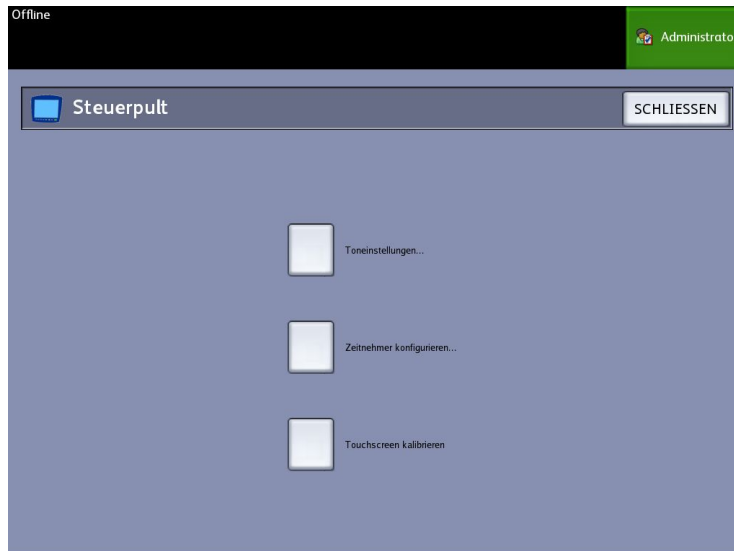 Offline
Administrato
Steuerpult
SCHLIESSEN
Toneinstellungen...
Zeitnehmer konfigurieren...
Touchscreen kalibrieren